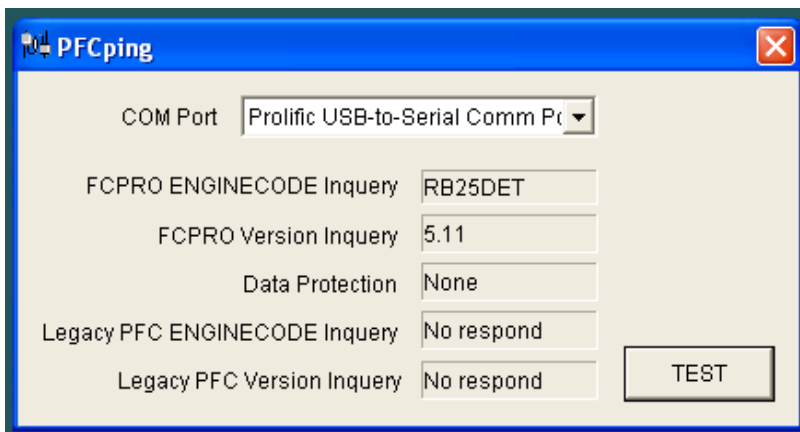 PFCping
COM Port Prolific USB-to-Serial Comm
FCPRO ENGINECODE Inquery RB25DET
FCPRO Version Inquery 5.11
Data Protection None
Legacy PFC ENGINECODE Inquery No respond
Legacy PFC Version Inquery No respond
TEST